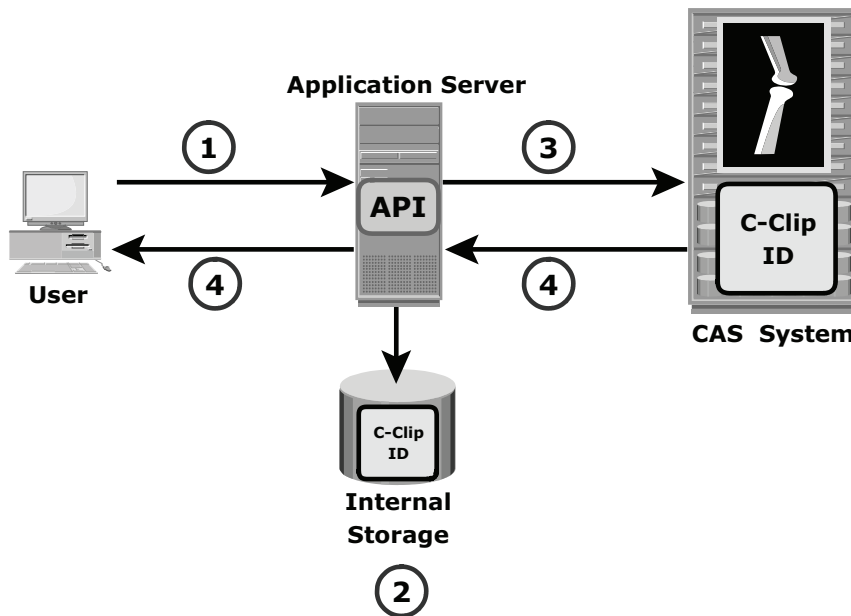 Application Server
1
3
API
C-Clip
ID
4
4
User
CAS System
C-Clip
ID
Internal
Storage
2